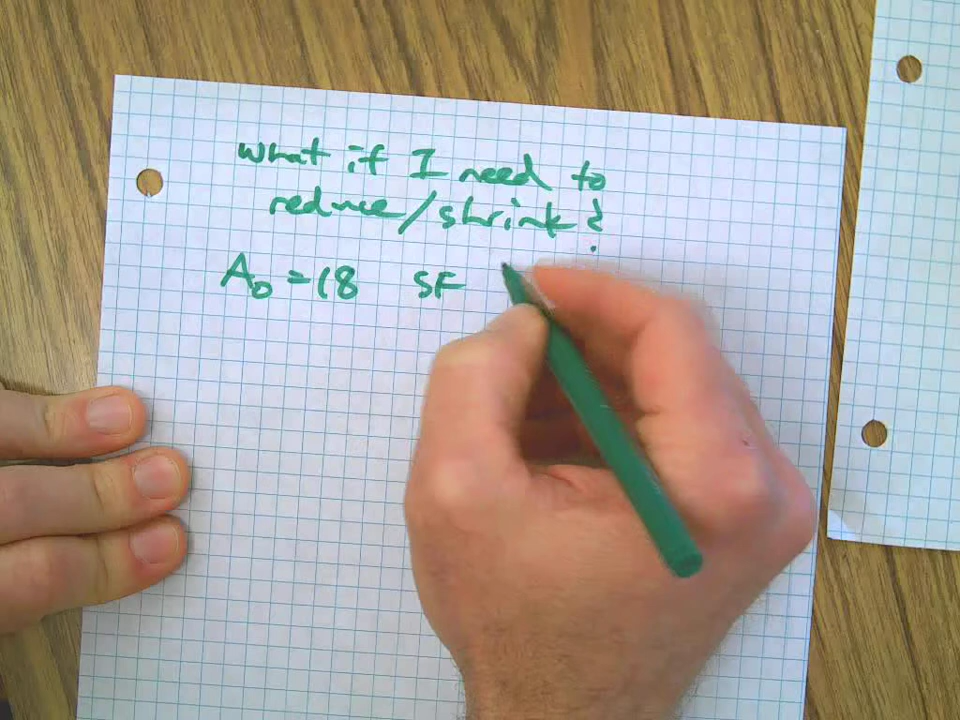 what if I need to
reduce/shrink?
A₀ = 18 SF